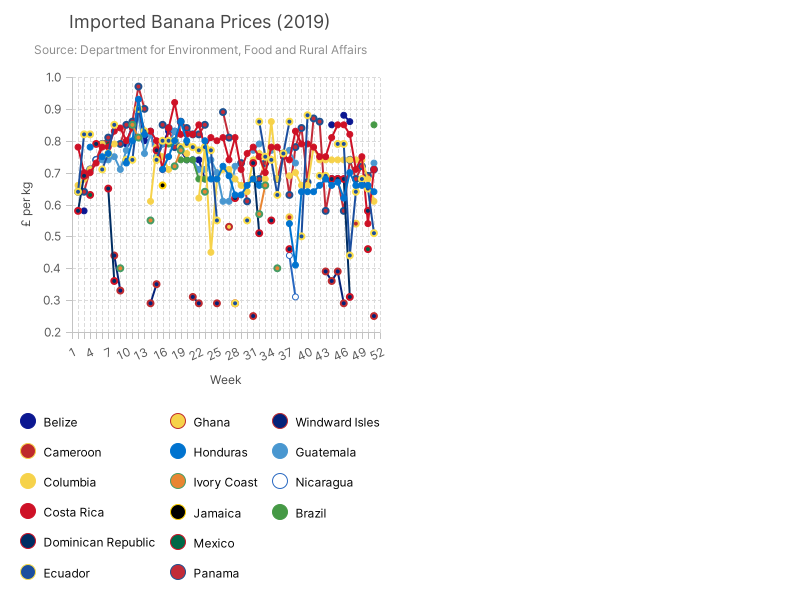 Imported Banana Prices (2019)
Source: Department for Environment, Food and Rural Affairs
1.0
0.9
0.8
0.7
0.6
0.5
0.4
0.3
0.2
£ per kg
1 4 7 10 13 16 19 22 25 28 31 34 37 40 43 46 49 52
Week
Belize
Cameroon
Columbia
Costa Rica
Dominican Republic
Ecuador
Ghana
Honduras
Ivory Coast
Jamaica
Mexico
Panama
Windward Isles
Guatemala
Nicaragua
Brazil